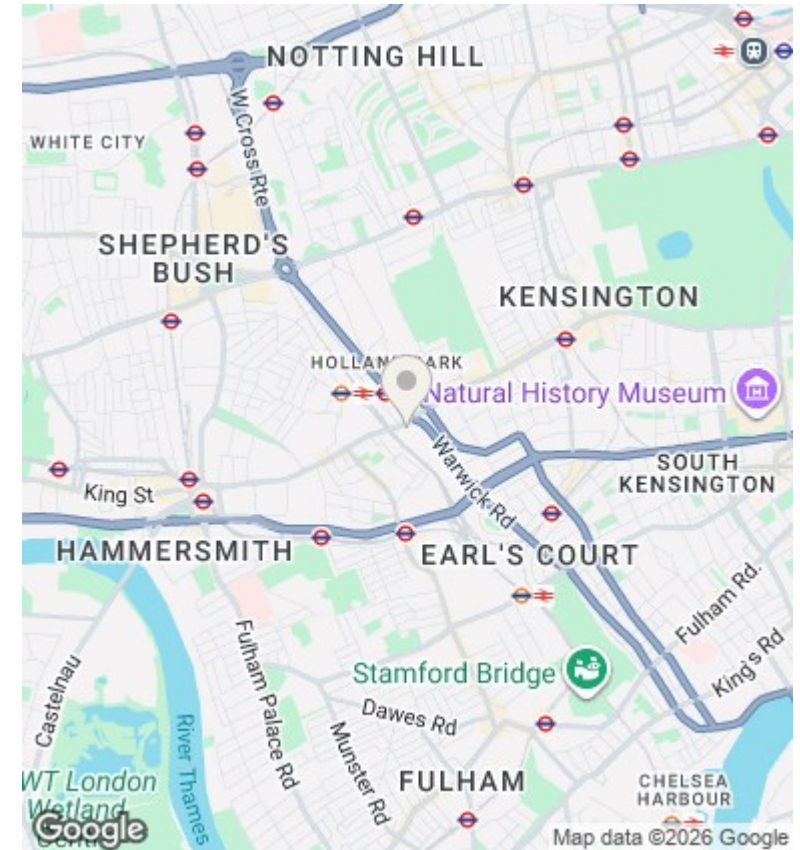 NOTTING HILL
WHITE CITY
W Cross Rte
SHEPHERD'S
BUSH
KENSINGTON
Natural History Museum
Warwick Rd
SOUTH
KENSINGTON
King St
HAMMERSMITH
EARL'S COURT
Fulham Rd.
King's Rd
Stamford Bridge
Castelnau
River Thames
Fulham Palace Rd
Munster Rd
Dawes Rd
FULHAM
CHELSEA
HARBOUR
WT London
Wetland
Google
Map data ©2026 Google